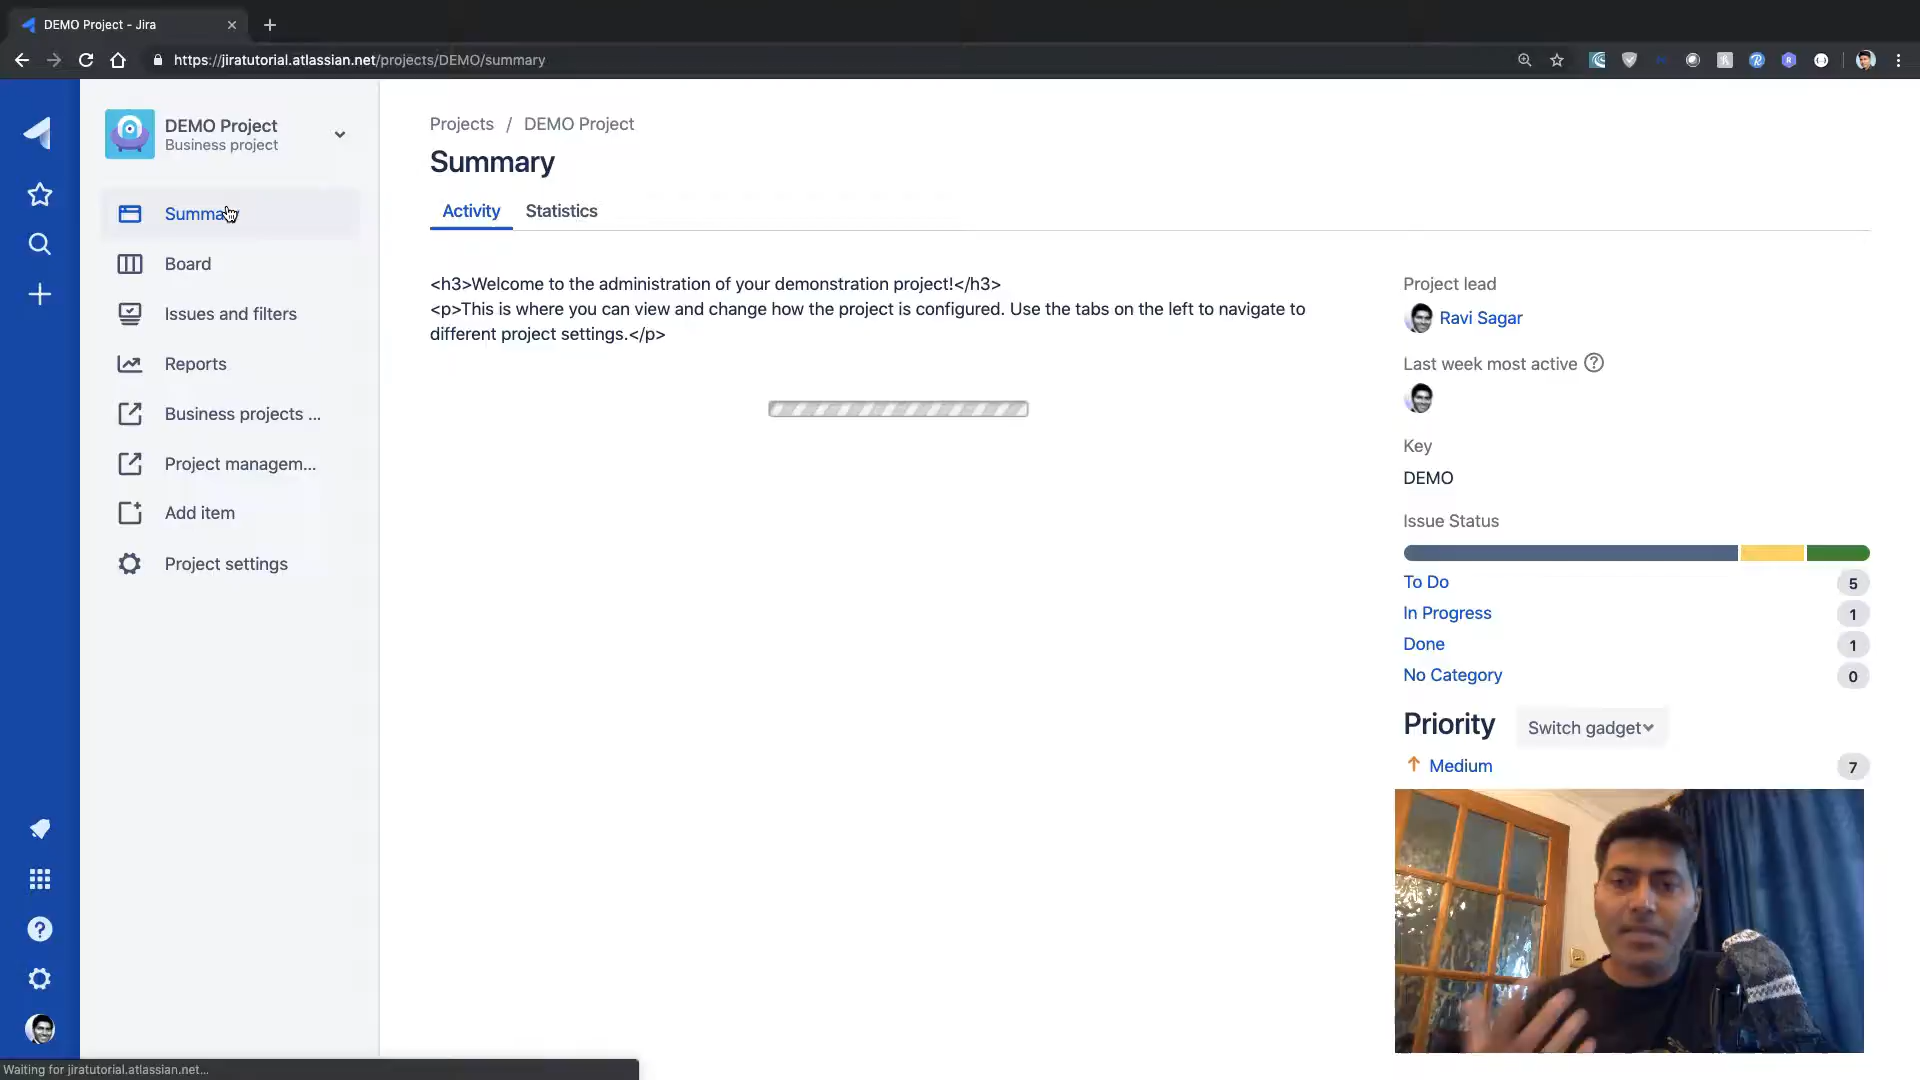 DEMO Project - Jira
https://jiratutorial.atlassian.net/projects/DEMO/summary
DEMO Project
Business project
Summary
Board
Issues and filters
Reports
Business projects ...
Project managem...
Add item
Project settings
Projects / DEMO Project
Summary
Activity Statistics
<h3>Welcome to the administration of your demonstration project!</h3>
<p>This is where you can view and change how the project is configured. Use the tabs on the left to navigate to
different project settings.</p>
Project lead
Ravi Sagar
Last week most active
Key
DEMO
Issue Status
To Do 5
In Progress 1
Done 1
No Category 0
Priority Switch gadget
Medium 7
Waiting for jiratutorial.atlassian.net...